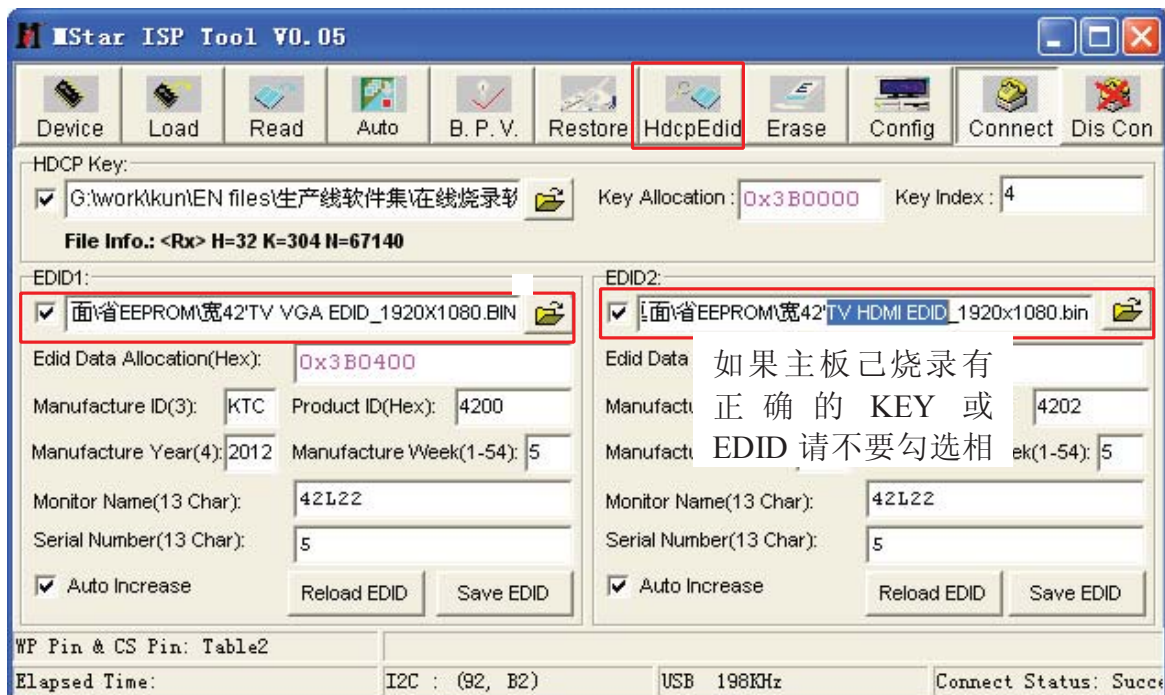 MStar ISP Tool V0.05
Device Load Read Auto B. P. V. Restore HdcpEdid Erase Config Connect Dis Con
HDCP Key:
G:\work\kun\EN files\生产线软件集\在线烧录软 Key Allocation : 0x3B0000 Key Index : 4
File Info.: <Rx> H=32 K=304 N=67140
EDID1:
面\省EEPROM\宽42'TV VGA EDID_1920X1080.BIN
Edid Data Allocation(Hex): 0x3B0400
Manufacture ID(3): KTC Product ID(Hex): 4200
Manufacture Year(4): 2012 Manufacture Week(1-54): 5
Monitor Name(13 Char): 42L22
Serial Number(13 Char): 5
Auto Increase Reload EDID Save EDID
EDID2:
面\省EEPROM\宽42'TV HDMI EDID_1920x1080.bin
Edid Data
Manufactu 4202
Manufactu ek(1-54): 5
如果主板己烧录有
正确的 KEY 或
EDID 请不要勾选相
Monitor Name(13 Char): 42L22
Serial Number(13 Char): 5
Auto Increase Reload EDID Save EDID
WP Pin & CS Pin: Table2
Elapsed Time: I2C : (92, B2) USB 198KHz Connect Status: Succe